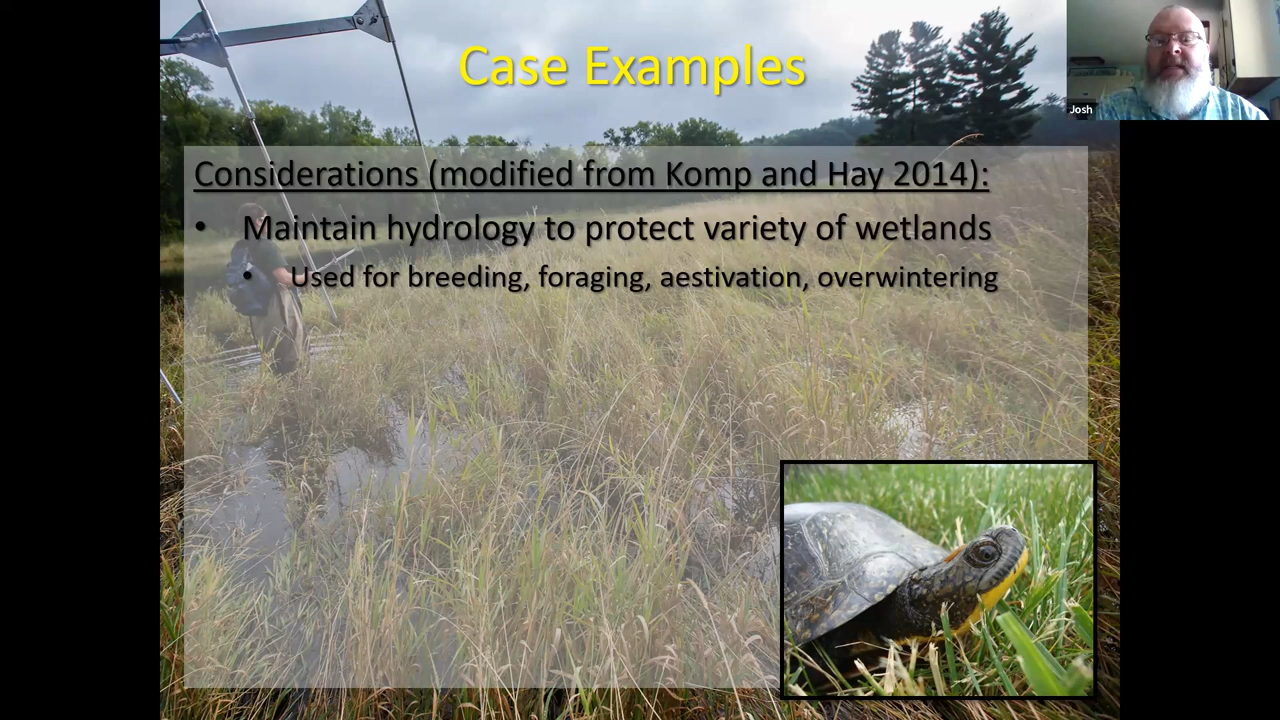 Case Examples
Josh
Considerations (modified from Komp and Hay 2014):
• Maintain hydrology to protect variety of wetlands
• Used for breeding, foraging, aestivation, overwintering